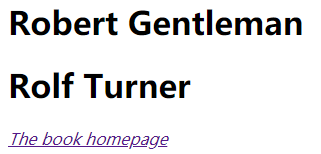 Robert Gentleman
Rolf Turner
The book homepage